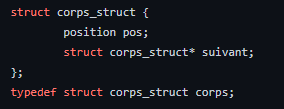 struct corps_struct {
        position pos;
        struct corps_struct* suivant;
};
typedef struct corps_struct corps;